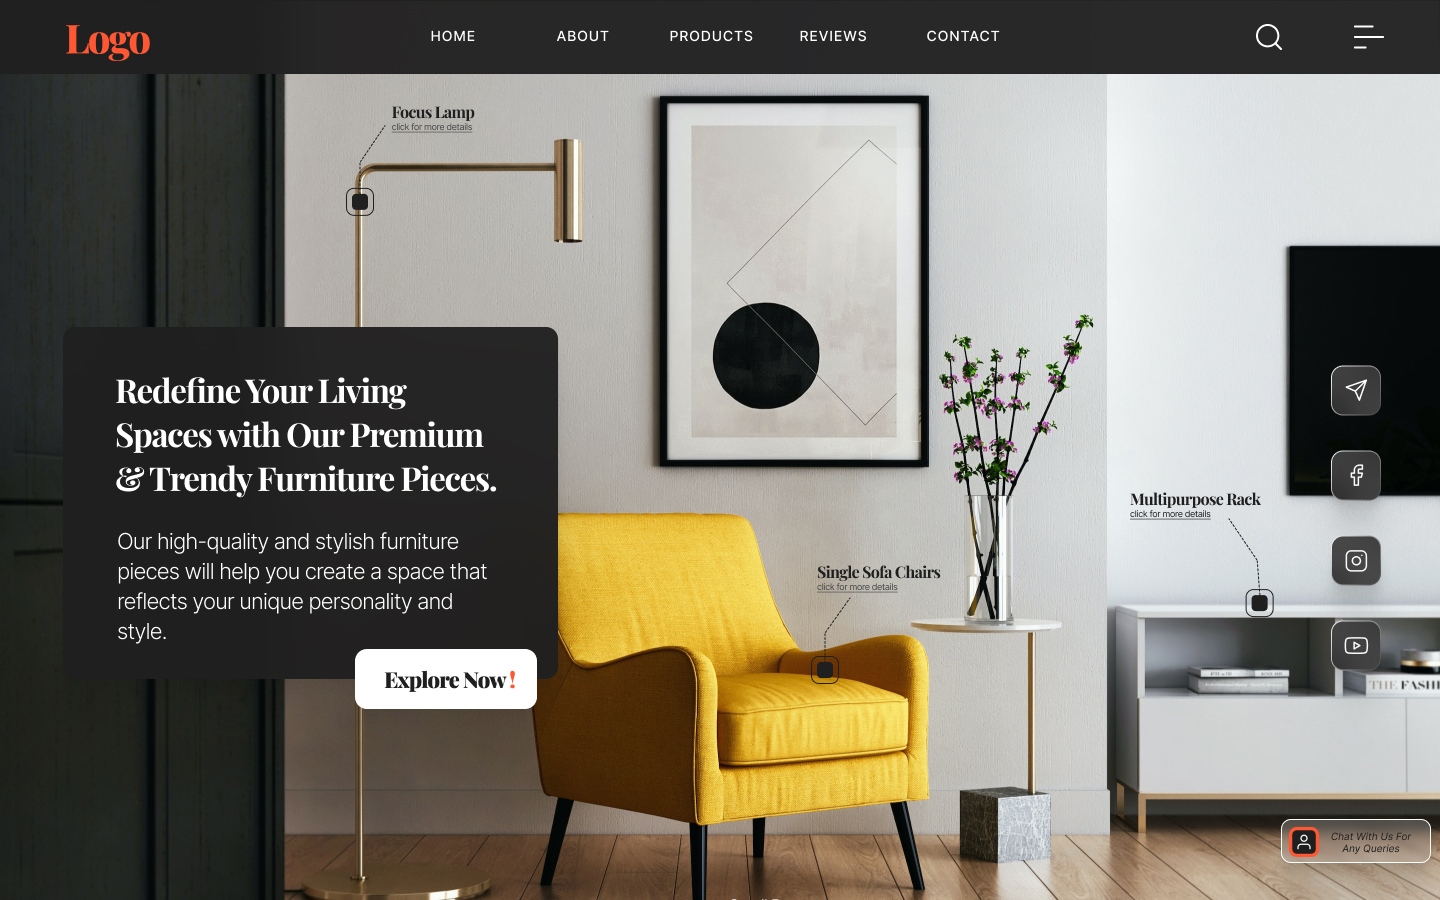 Logo
HOME
ABOUT
PRODUCTS
REVIEWS
CONTACT
Focus Lamp
click for more details
Redefine Your Living
Spaces with Our Premium
& Trendy Furniture Pieces.
Our high-quality and stylish furniture
pieces will help you create a space that
reflects your unique personality and
style.
Explore Now!
Multipurpose Rack
click for more details
Single Sofa Chairs
click for more details
Chat With Us For
Any Queries